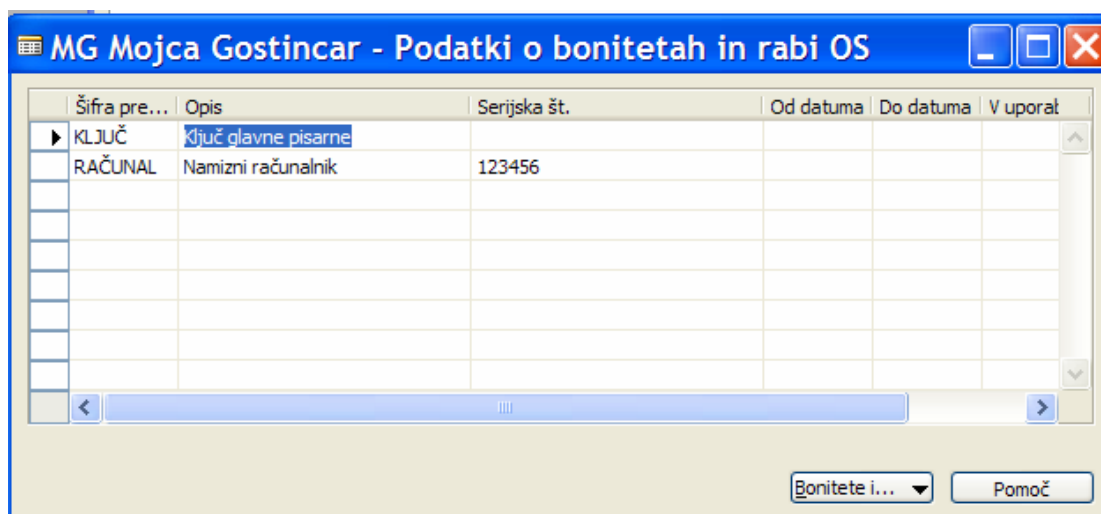 MG Mojca Gostincar - Podatki o bonitetah in rabi OS
Šifra pre... Opis Serijska št. Od datuma Do datuma V uporab
KLJUČ Ključ glavne pisarne
RAČUNAL Namizni računalnik 123456
Bonitete i... Pomoč